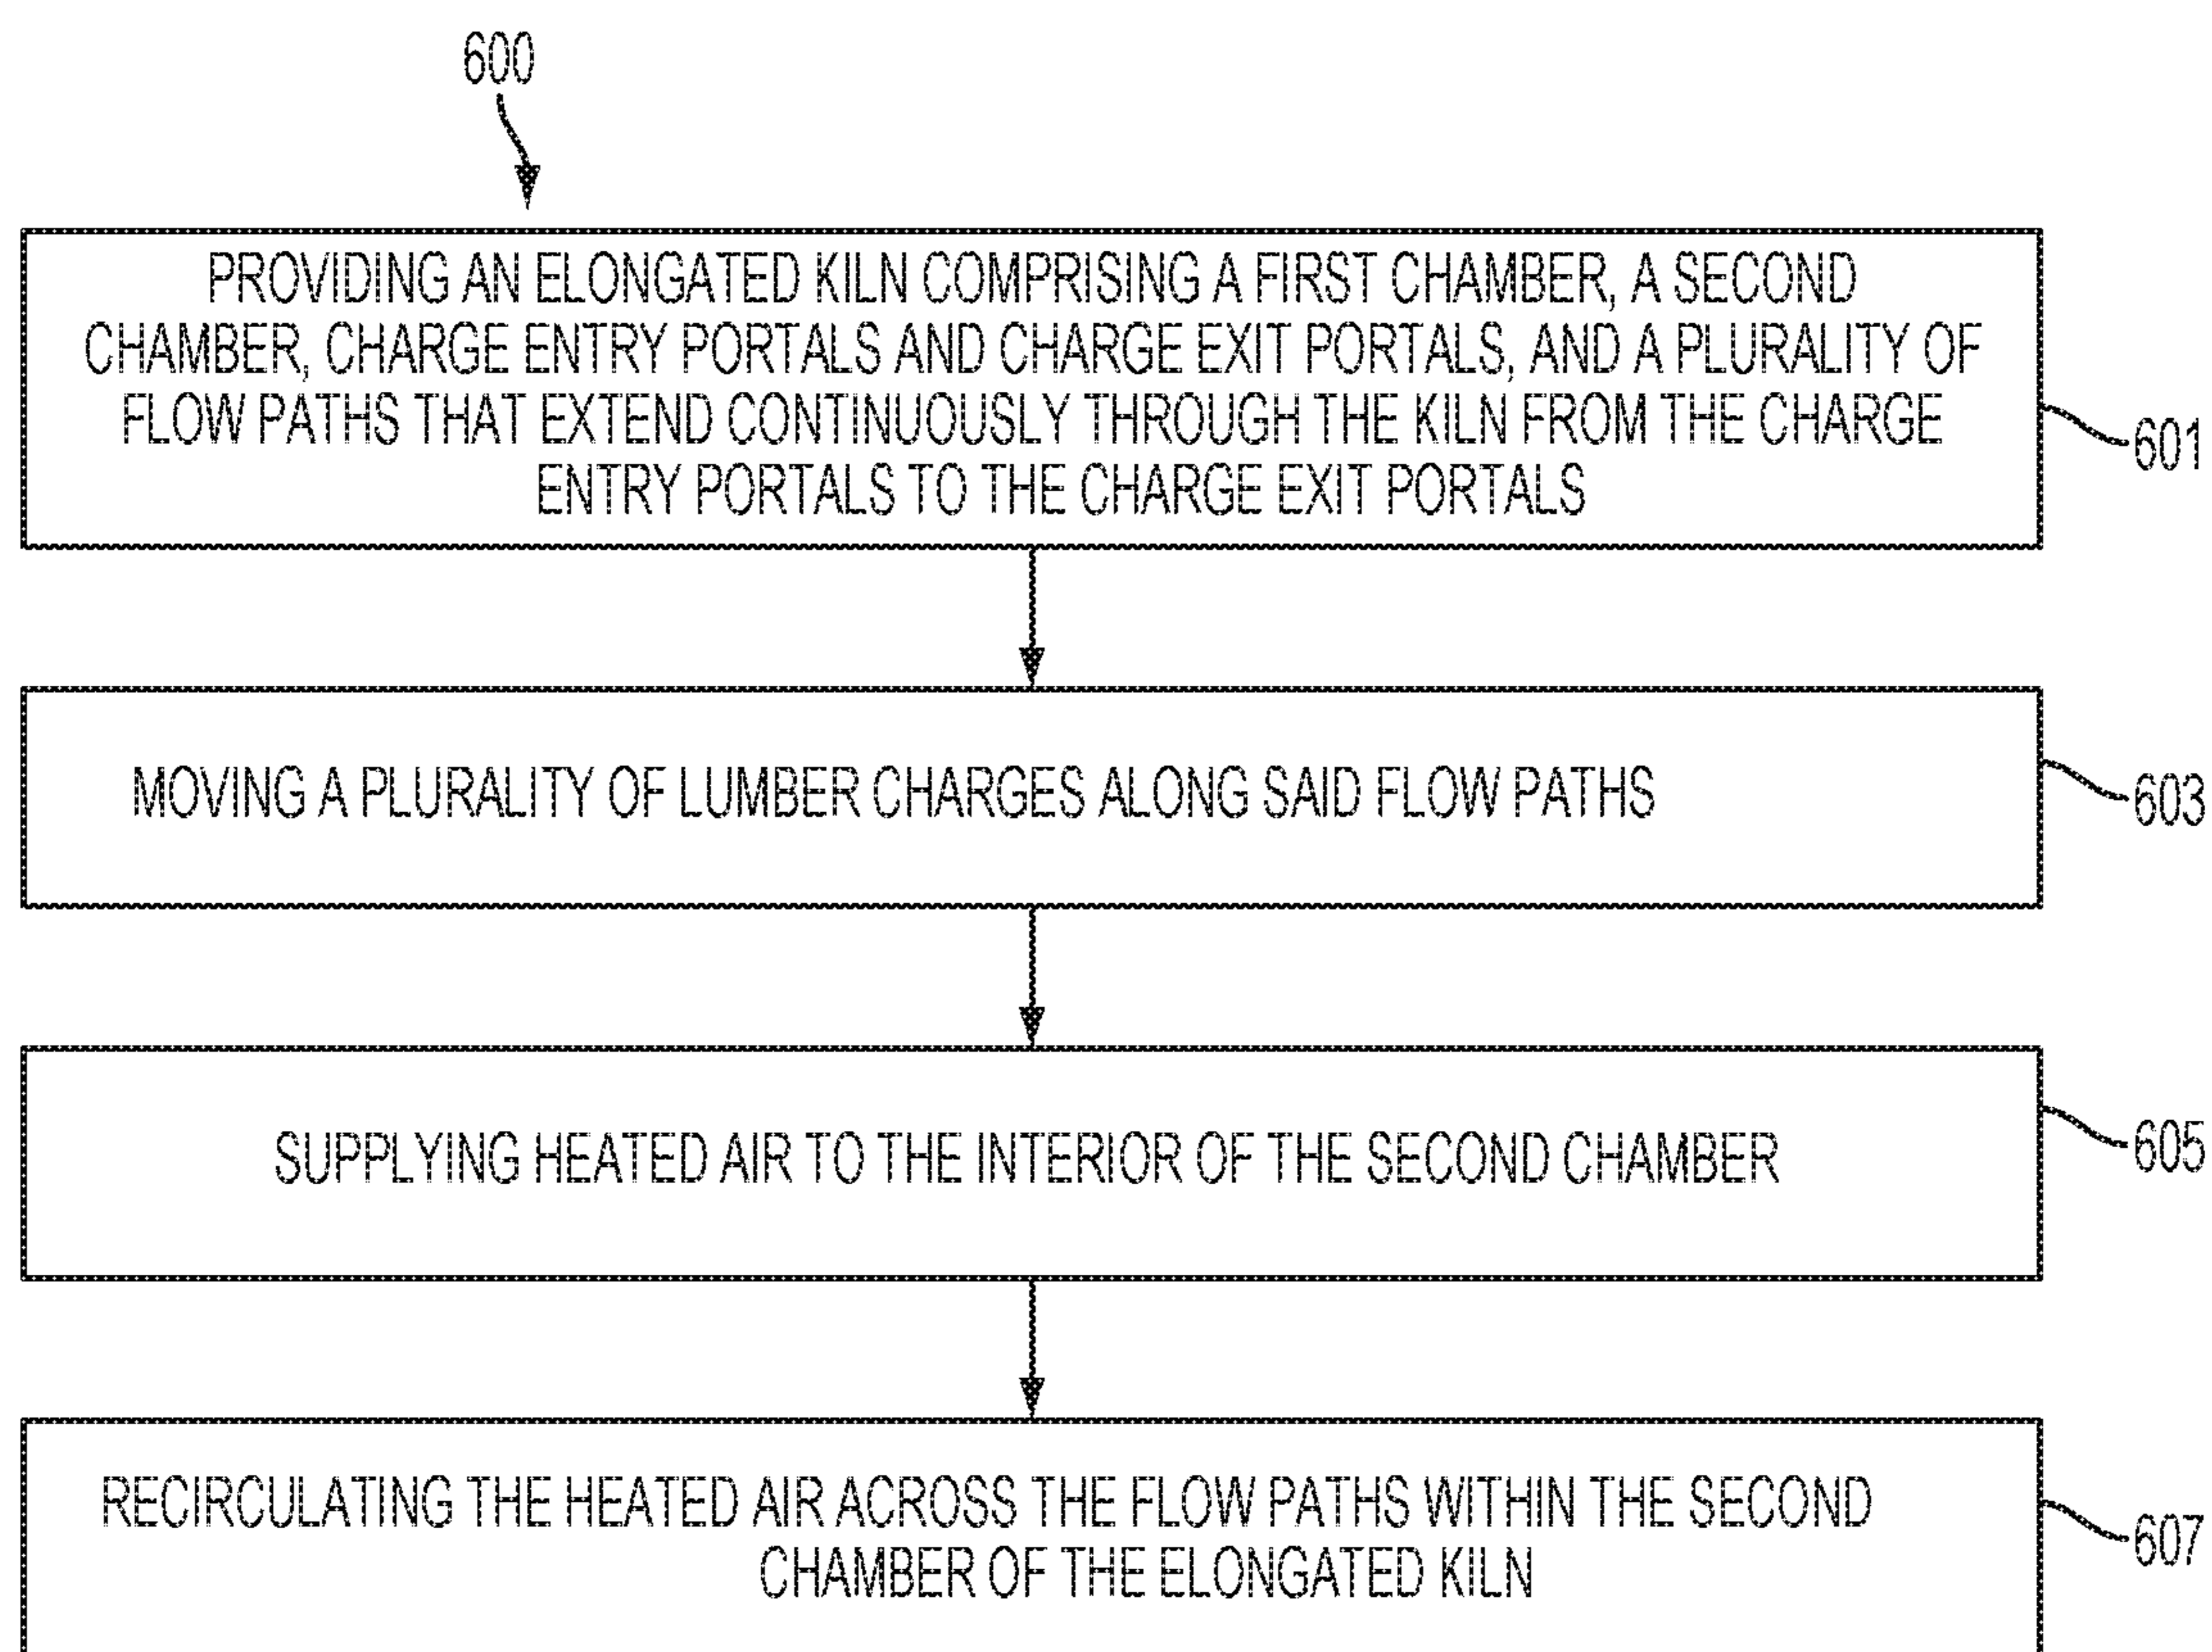 600
PROVIDING AN ELONGATED KILN COMPRISING A FIRST CHAMBER, A SECOND
CHAMBER, CHARGE ENTRY PORTALS AND CHARGE EXIT PORTALS, AND A PLURALITY OF
FLOW PATHS THAT EXTEND CONTINUOUSLY THROUGH THE KILN FROM THE CHARGE
ENTRY PORTALS TO THE CHARGE EXIT PORTALS
601
MOVING A PLURALITY OF LUMBER CHARGES ALONG SAID FLOW PATHS
603
SUPPLYING HEATED AIR TO THE INTERIOR OF THE SECOND CHAMBER
605
RECIRCULATING THE HEATED AIR ACROSS THE FLOW PATHS WITHIN THE SECOND
CHAMBER OF THE ELONGATED KILN
607